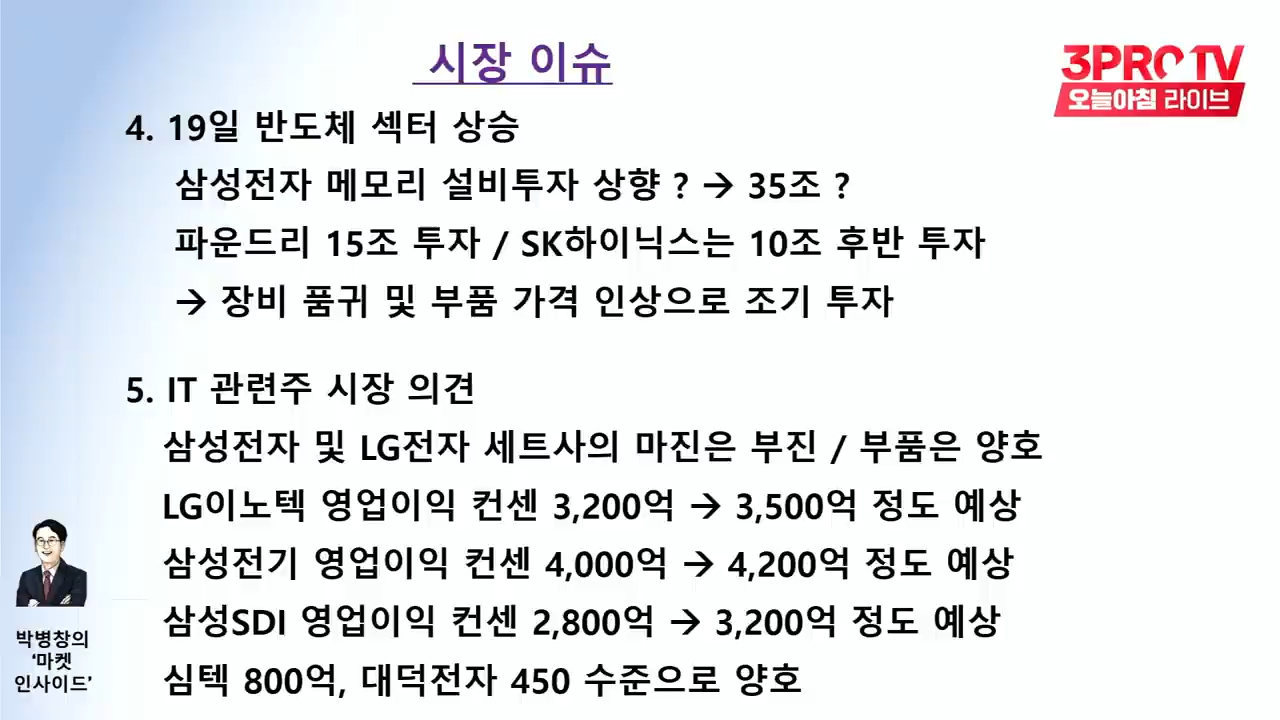 시장 이슈
3PRO TV
오늘아침 라이브
4. 19일 반도체 섹터 상승
삼성전자 메모리 설비투자 상향 ? → 35조 ?
파운드리 15조 투자 / SK하이닉스는 10조 후반 투자
→ 장비 품귀 및 부품 가격 인상으로 조기 투자
5. IT 관련주 시장 의견
삼성전자 및 LG전자 세트사의 마진은 부진 / 부품은 양호
LG이노텍 영업이익 컨센 3,200억 → 3,500억 정도 예상
삼성전기 영업이익 컨센 4,000억 → 4,200억 정도 예상
삼성SDI 영업이익 컨센 2,800억 → 3,200억 정도 예상
심텍 800억, 대덕전자 450 수준으로 양호
박병창의
‘마켓
인사이드’